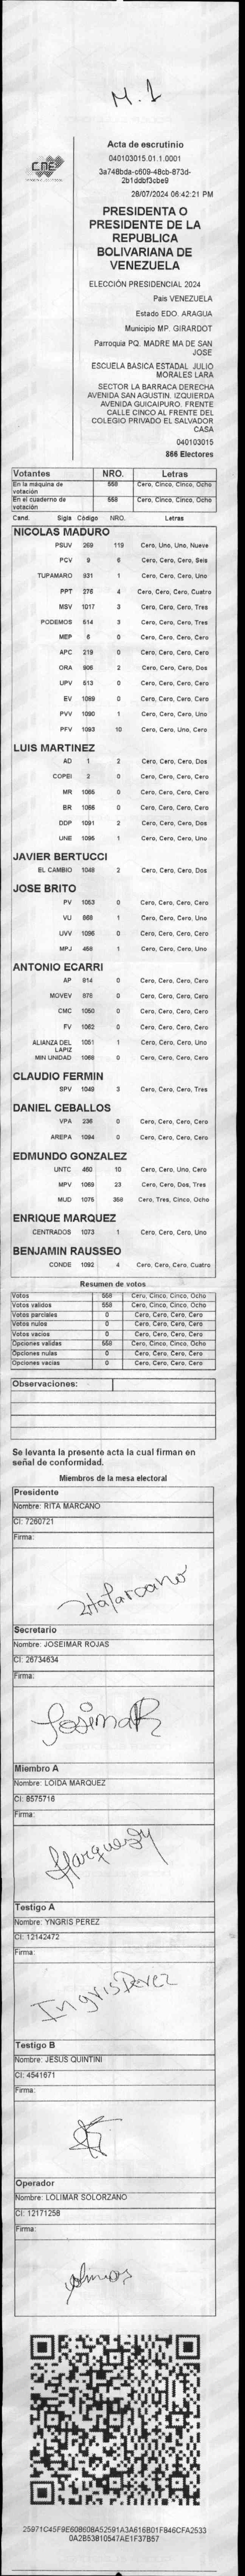 M.1
CNE
Acta de escrutinio
040103015.01.1.0001
3a748bda-c609-48cb-873d-
2b1ddbf3cbe9
28/07/2024 06:42:21 PM
PRESIDENTA O
PRESIDENTE DE LA
REPUBLICA
BOLIVARIANA DE
VENEZUELA
ELECCIÓN PRESIDENCIAL 2024
Pais VENEZUELA
Estado EDO. ARAGUA
Municipio MP. GIRARDOT
Parroquia PQ. MADRE MA DE SAN
JOSE
ESCUELA BASICA ESTADAL JULIO
MORALES LARA
SECTOR LA BARRACA DERECHA
AVENIDA SAN AGUSTIN. IZQUIERDA
AVENIDA GUICAIPURO. FRENTE
CALLE CINCO AL FRENTE DEL
COLEGIO PRIVADO EL SALVADOR
CASA
040103015
866 Electores
Votantes NRO. Letras
En la máquina de votación 558 Cero, Cinco, Cinco, Ocho
En el cuaderno de votación 558 Cero, Cinco, Cinco, Ocho
Cand. Sigla Código NRO. Letras
NICOLAS MADURO
PSUV 269 119 Cero, Uno, Uno, Nueve
PCV 9 6 Cero, Cero, Cero, Seis
TUPAMARO 931 1 Cero, Cero, Cero, Uno
PPT 276 4 Cero, Cero, Cero, Cuatro
MSV 1017 3 Cero, Cero, Cero, Tres
PODEMOS 514 3 Cero, Cero, Cero, Tres
MEP 6 0 Cero, Cero, Cero, Cero
APC 219 0 Cero, Cero, Cero, Cero
ORA 906 2 Cero, Cero, Cero, Dos
UPV 513 0 Cero, Cero, Cero, Cero
EV 1089 0 Cero, Cero, Cero, Cero
PVV 1090 1 Cero, Cero, Cero, Uno
PFV 1093 10 Cero, Cero, Uno, Cero
LUIS MARTINEZ
AD 1 2 Cero, Cero, Cero, Dos
COPEI 2 0 Cero, Cero, Cero, Cero
MR 1065 0 Cero, Cero, Cero, Cero
BR 1066 0 Cero, Cero, Cero, Cero
DDP 1091 2 Cero, Cero, Cero, Dos
UNE 1095 1 Cero, Cero, Cero, Uno
JAVIER BERTUCCI
EL CAMBIO 1048 2 Cero, Cero, Cero, Dos
JOSE BRITO
PV 1053 0 Cero, Cero, Cero, Cero
VU 868 1 Cero, Cero, Cero, Uno
UVV 1096 0 Cero, Cero, Cero, Cero
MPJ 458 1 Cero, Cero, Cero, Uno
ANTONIO ECARRI
AP 814 0 Cero, Cero, Cero, Cero
MOVEV 878 0 Cero, Cero, Cero, Cero
CMC 1050 0 Cero, Cero, Cero, Cero
FV 1052 0 Cero, Cero, Cero, Cero
ALIANZA DEL LAPIZ 1051 1 Cero, Cero, Cero, Uno
MIN UNIDAD 1068 0 Cero, Cero, Cero, Cero
CLAUDIO FERMIN
SPV 1049 3 Cero, Cero, Cero, Tres
DANIEL CEBALLOS
VPA 236 0 Cero, Cero, Cero, Cero
AREPA 1094 0 Cero, Cero, Cero, Cero
EDMUNDO GONZALEZ
UNTC 460 10 Cero, Cero, Uno, Cero
MPV 1069 23 Cero, Cero, Dos, Tres
MUD 1075 358 Cero, Tres, Cinco, Ocho
ENRIQUE MARQUEZ
CENTRADOS 1073 1 Cero, Cero, Cero, Uno
BENJAMIN RAUSSEO
CONDE 1092 4 Cero, Cero, Cero, Cuatro
Resumen de votos
Votos 558 Cero, Cinco, Cinco, Ocho
Votos validos 558 Cero, Cinco, Cinco, Ocho
Votos parciales 0 Cero, Cero, Cero, Cero
Votos nulos 0 Cero, Cero, Cero, Cero
Votos vacios 0 Cero, Cero, Cero, Cero
Opciones validas 558 Cero, Cinco, Cinco, Ocho
Opciones nulas 0 Cero, Cero, Cero, Cero
Opciones vacias 0 Cero, Cero, Cero, Cero
Observaciones:
Se levanta la presente acta la cual firman en
señal de conformidad.
Miembros de la mesa electoral
Presidente
Nombre: RITA MARCANO
CI: 7260721
Firma:
Secretario
Nombre: JOSEIMAR ROJAS
CI: 26734634
Firma:
Miembro A
Nombre: LOIDA MARQUEZ
CI: 8575716
Firma:
Testigo A
Nombre: YNGRIS PEREZ
CI: 12142472
Firma:
Ingris Perez
Testigo B
Nombre: JESUS QUINTINI
CI: 4541671
Firma:
Operador
Nombre: LOLIMAR SOLORZANO
CI: 12171258
Firma:
25971C45F9E608608A52591A3A616B01F846CFA2533
0A2B53810547AE1F37B57